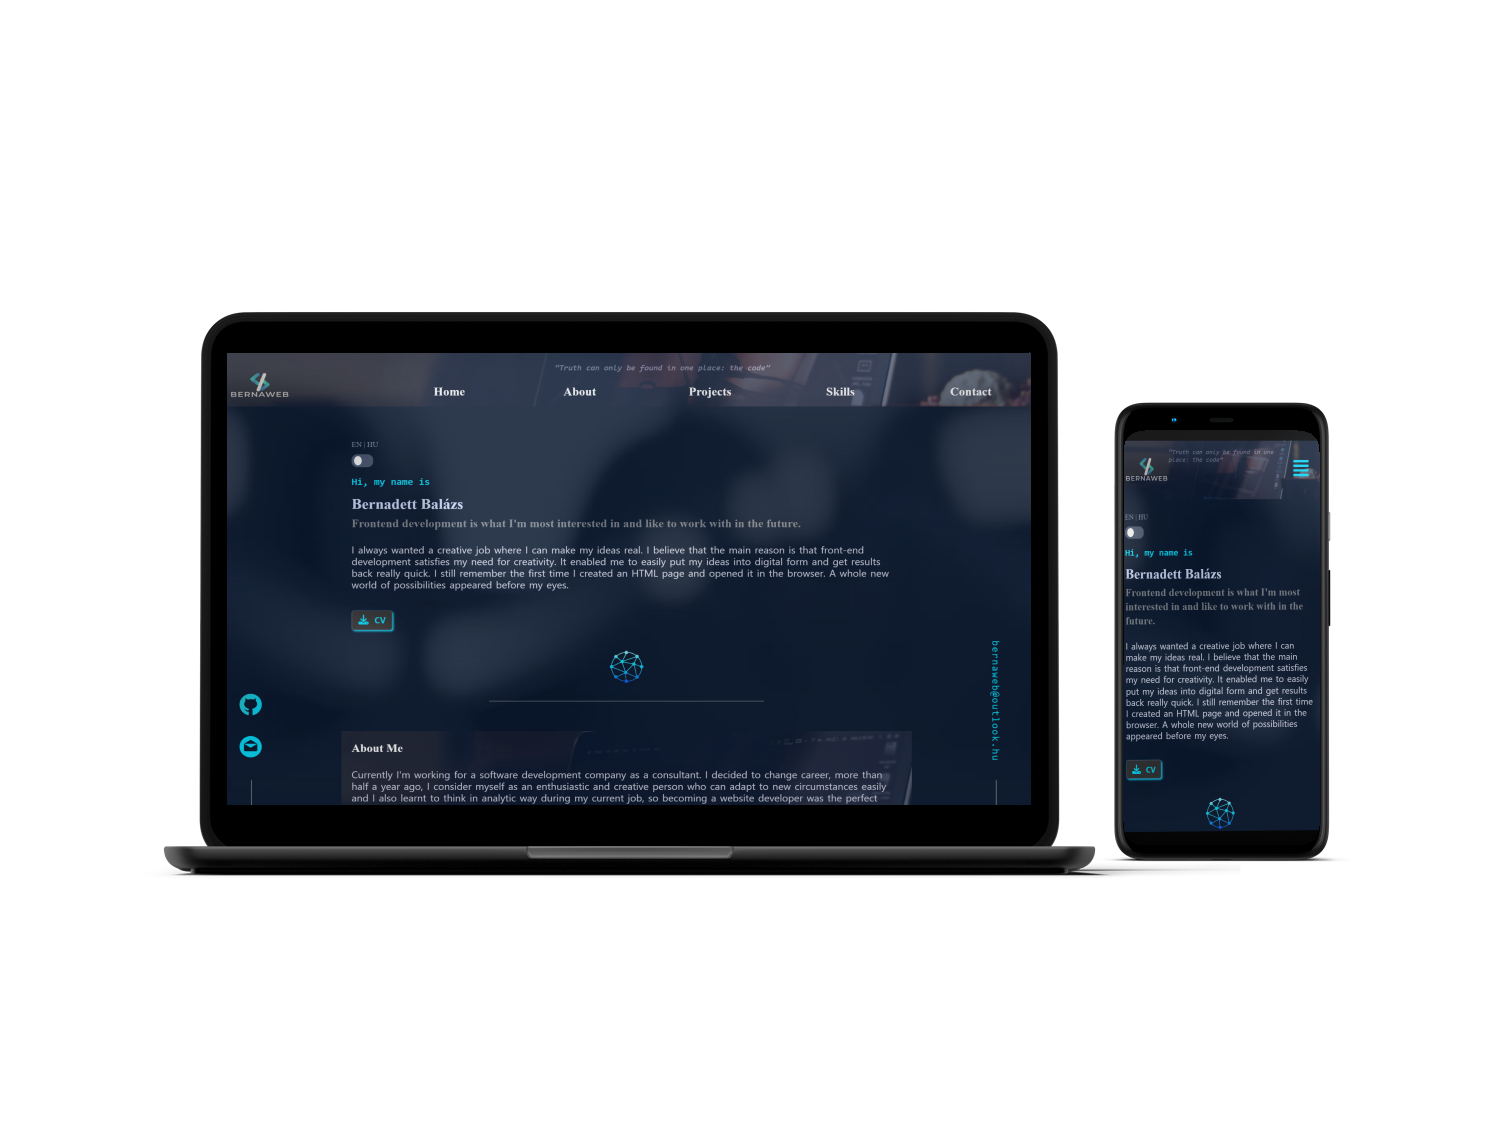 "Truth can only be found in one place: the code"
BERNAWEB
Home About Projects Skills Contact
EN | HU
Hi, my name is
Bernadett Balázs
Frontend development is what I'm most interested in and like to work with in the future.
I always wanted a creative job where I can make my ideas real. I believe that the main reason is that front-end
development satisfies my need for creativity. It enabled me to easily put my ideas into digital form and get results
back really quick. I still remember the first time I created an HTML page and opened it in the browser. A whole new
world of possibilities appeared before my eyes.
CV
bernaweb@outlook.hu
About Me
Currently I'm working for a software development company as a consultant. I decided to change career, more than
half a year ago, I consider myself as an enthusiastic and creative person who can adapt to new circumstances easily
and I also learnt to think in analytic way during my current job, so becoming a website developer was the perfect
"Truth can only be found in one
place: the code"
BERNAWEB
EN | HU
Hi, my name is
Bernadett Balázs
Frontend development is what I'm most
interested in and like to work with in the
future.
I always wanted a creative job where I can
make my ideas real. I believe that the main
reason is that front-end development satisfies
my need for creativity. It enabled me to easily
put my ideas into digital form and get results
back really quick. I still remember the first time
I created an HTML page and opened it in the
browser. A whole new world of possibilities
appeared before my eyes.
CV